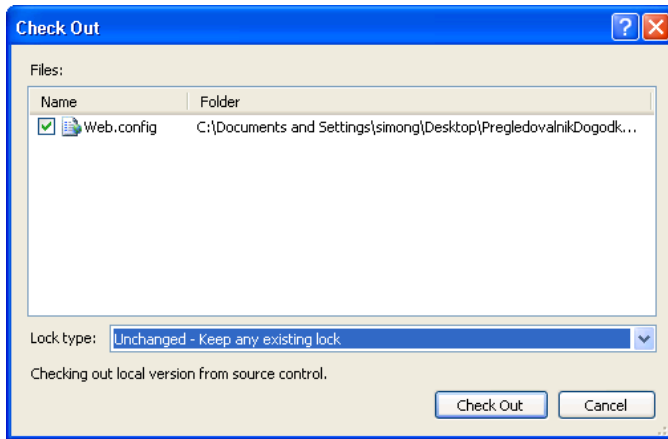 Check Out
Files:
Name Folder
Web.config C:\Documents and Settings\simong\Desktop\PregledovalnikDogodk...
Lock type: Unchanged - Keep any existing lock
Checking out local version from source control.
Check Out Cancel